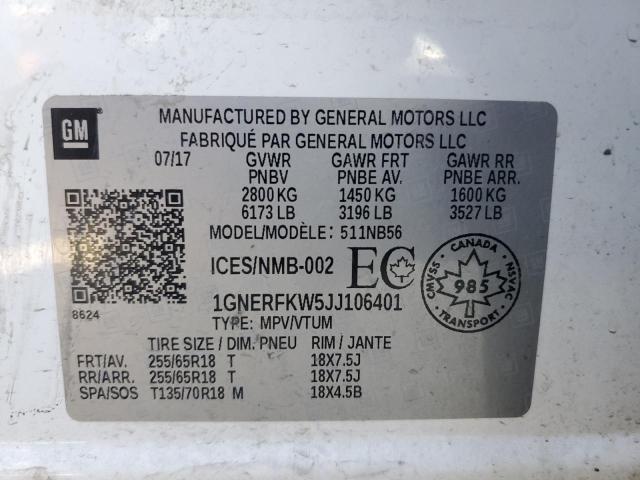 GM
MANUFACTURED BY GENERAL MOTORS LLC
FABRIQUÉ PAR GENERAL MOTORS LLC
07/17 GVWR GAWR FRT GAWR RR
PNBV PNBE AV. PNBE ARR.
2800 KG 1450 KG 1600 KG
6173 LB 3196 LB 3527 LB
MODEL/MODÈLE: 511NB56
ICES/NMB-002 EC
CANADA
CMVSS 985 NSVAC
TRANSPORT
8624
1GNERFKW5JJ106401
TYPE: MPV/VTUM
TIRE SIZE / DIM. PNEU RIM / JANTE
FRT/AV. 255/65R18 T 18X7.5J
RR/ARR. 255/65R18 T 18X7.5J
SPA/SOS T135/70R18 M 18X4.5B